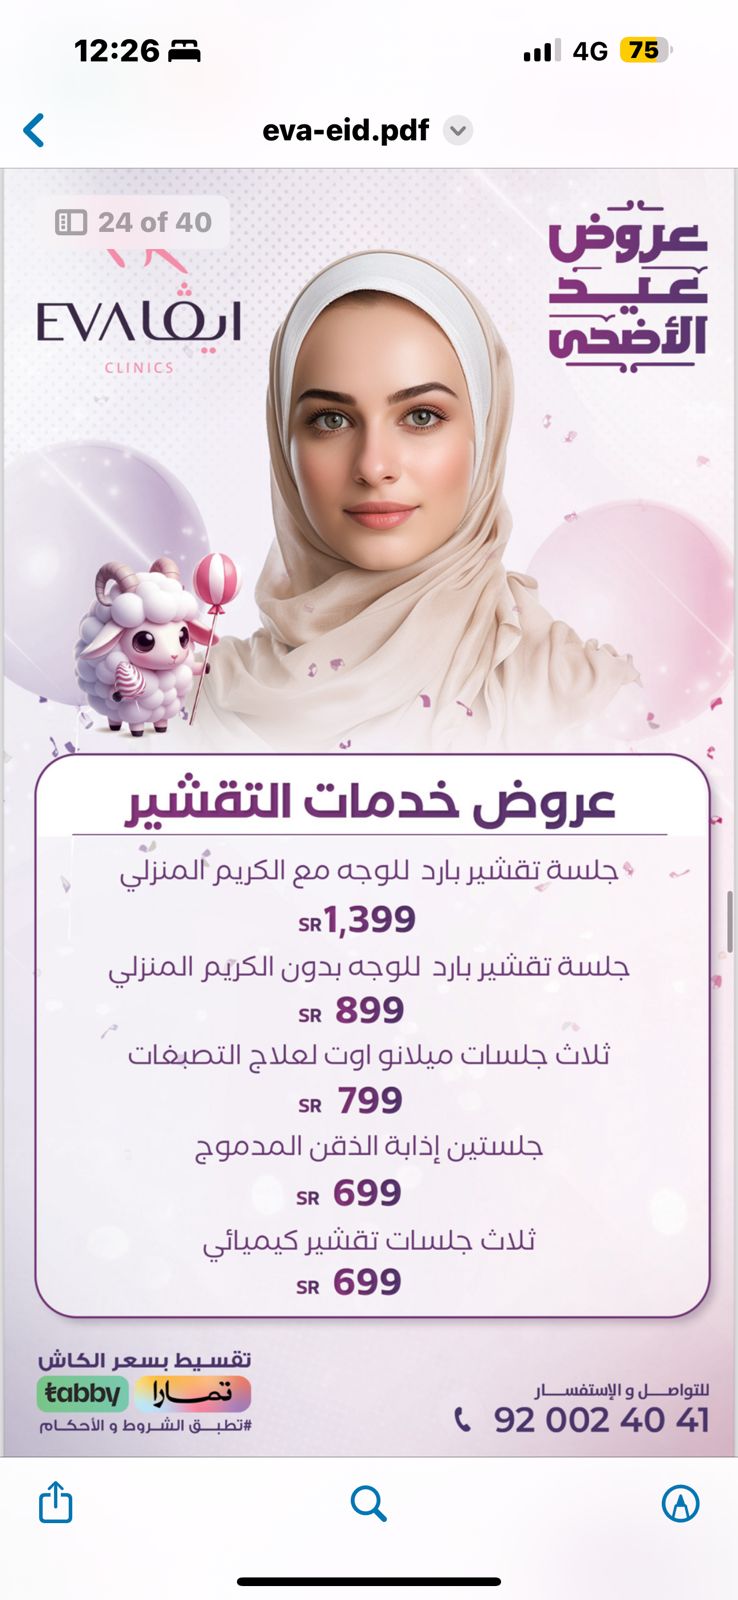 12:26
4G
75
eva-eid.pdf
24 of 40
EVA ايڤا
CLINICS
عروض
عيد
الأضحى
عروض خدمات التقشير
جلسة تقشير بارد للوجه مع الكريم المنزلي
SR 1,399
جلسة تقشير بارد للوجه بدون الكريم المنزلي
SR 899
ثلاث جلسات ميلانو اوت لعلاج التصبغات
SR 799
جلستين إذابة الذقن المدموج
SR 699
ثلاث جلسات تقشير كيميائي
SR 699
تقسيط بسعر الكاش
tabby تمارا
#تطبق الشروط و الأحكام
للتواصل و الإستفسار
92 002 40 41